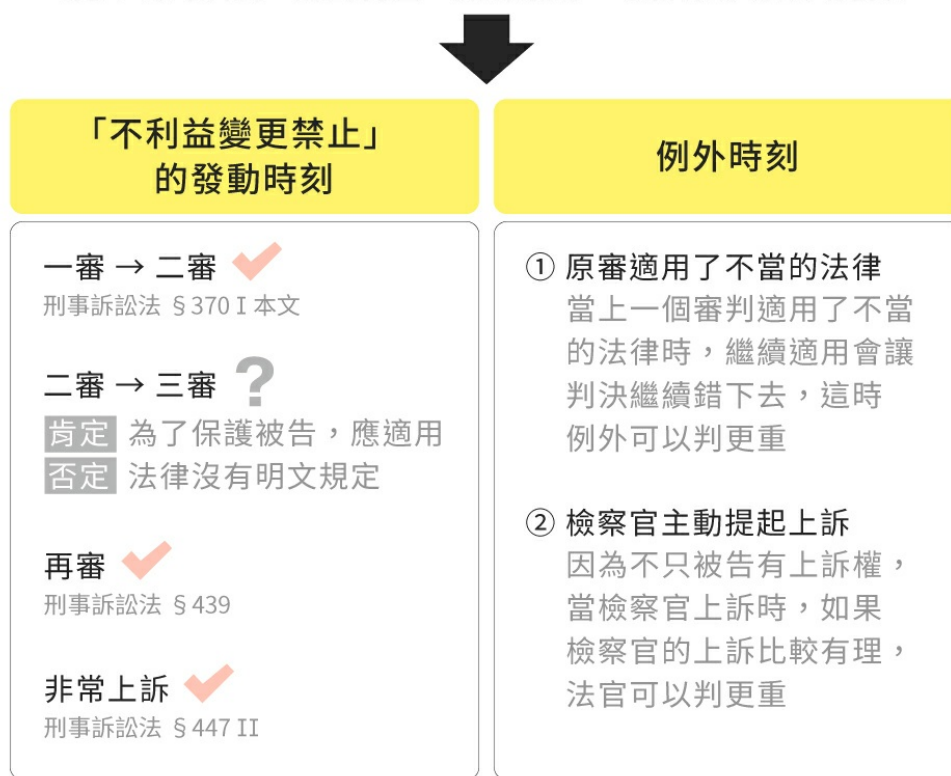 「不利益變更禁止」
的發動時刻
一審 → 二審
刑事訴訟法 §370 I 本文
二審 → 三審 ?
肯定 為了保護被告,應適用
否定 法律沒有明文規定
再審
刑事訴訟法 §439
非常上訴
刑事訴訟法 §447 II
例外時刻
① 原審適用了不當的法律
當上一個審判適用了不當
的法律時,繼續適用會讓
判決繼續錯下去,這時
例外可以判更重
② 檢察官主動提起上訴
因為不只被告有上訴權,
當檢察官上訴時,如果
檢察官的上訴比較有理,
法官可以判更重